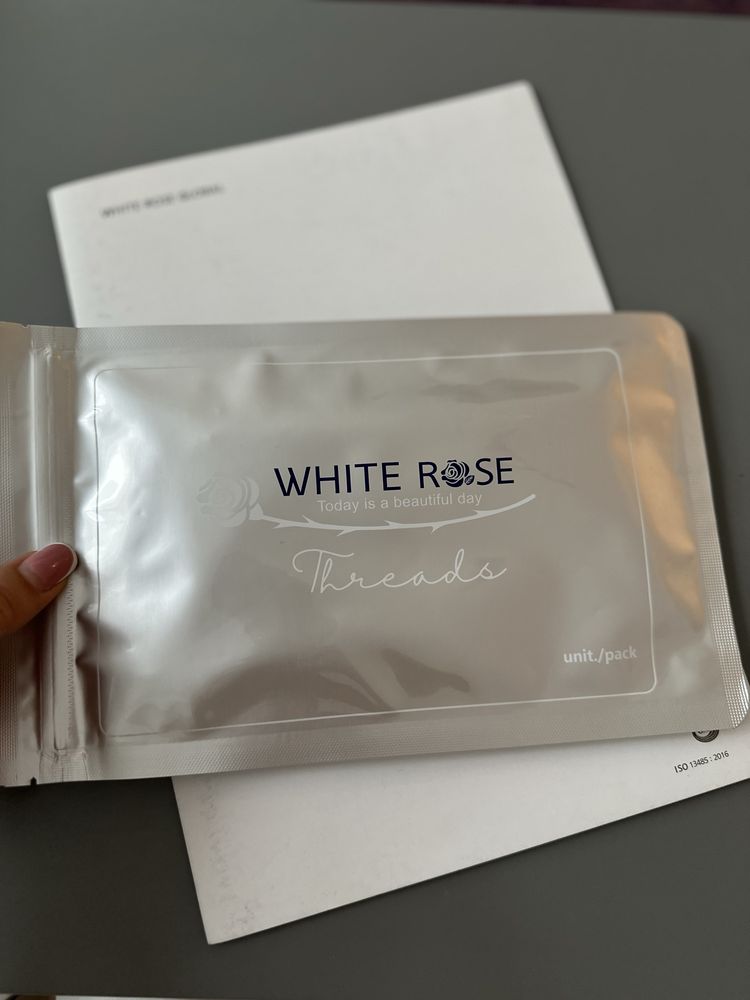 WHITE ROSE GLOBAL
WHITE ROSE
Today is a beautiful day
Threads
unit./pack
ISO 13485 : 2016